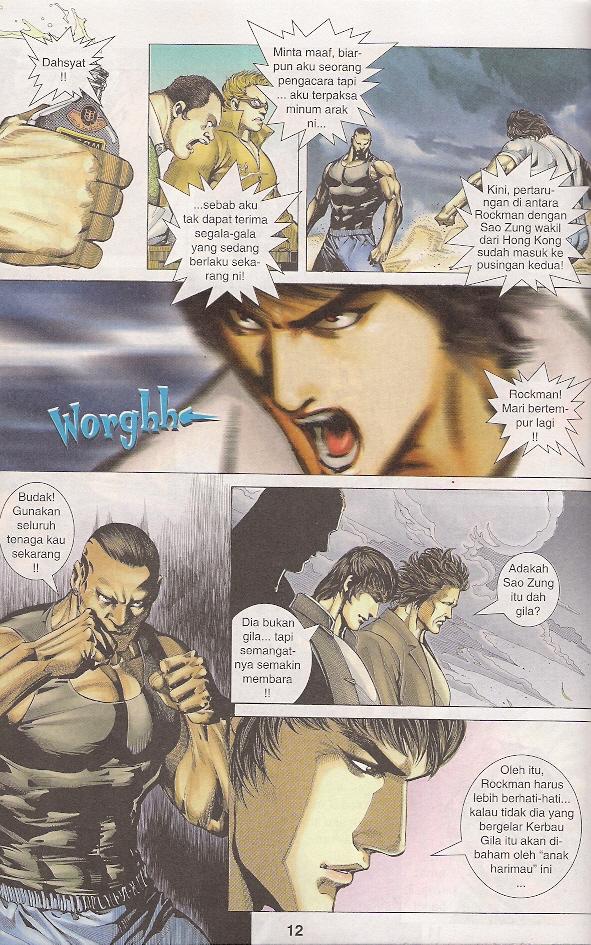 Dahsyat
!!
Minta maaf, biar-
pun aku seorang
pengacara tapi
... aku terpaksa
minum arak
ni...
...sebab aku
tak dapat terima
segala-gala
yang sedang
berlaku seka-
rang ni!
Kini, pertaru-
ngan di antara
Rockman dengan
Sao Zung wakil
dari Hong Kong
sudah masuk ke
pusingan kedua!
Worghh
Rockman!
Mari bertem-
pur lagi
!!
Budak!
Gunakan
seluruh
tenaga kau
sekarang
!!
Adakah
Sao Zung
itu dah
gila?
Dia bukan
gila... tapi
semangat-
nya semakin
membara
!!
Oleh itu,
Rockman harus
lebih berhati-hati...
kalau tidak dia yang
bergelar Kerbau
Gila itu akan di-
baham oleh “anak
harimau” ini
...
12